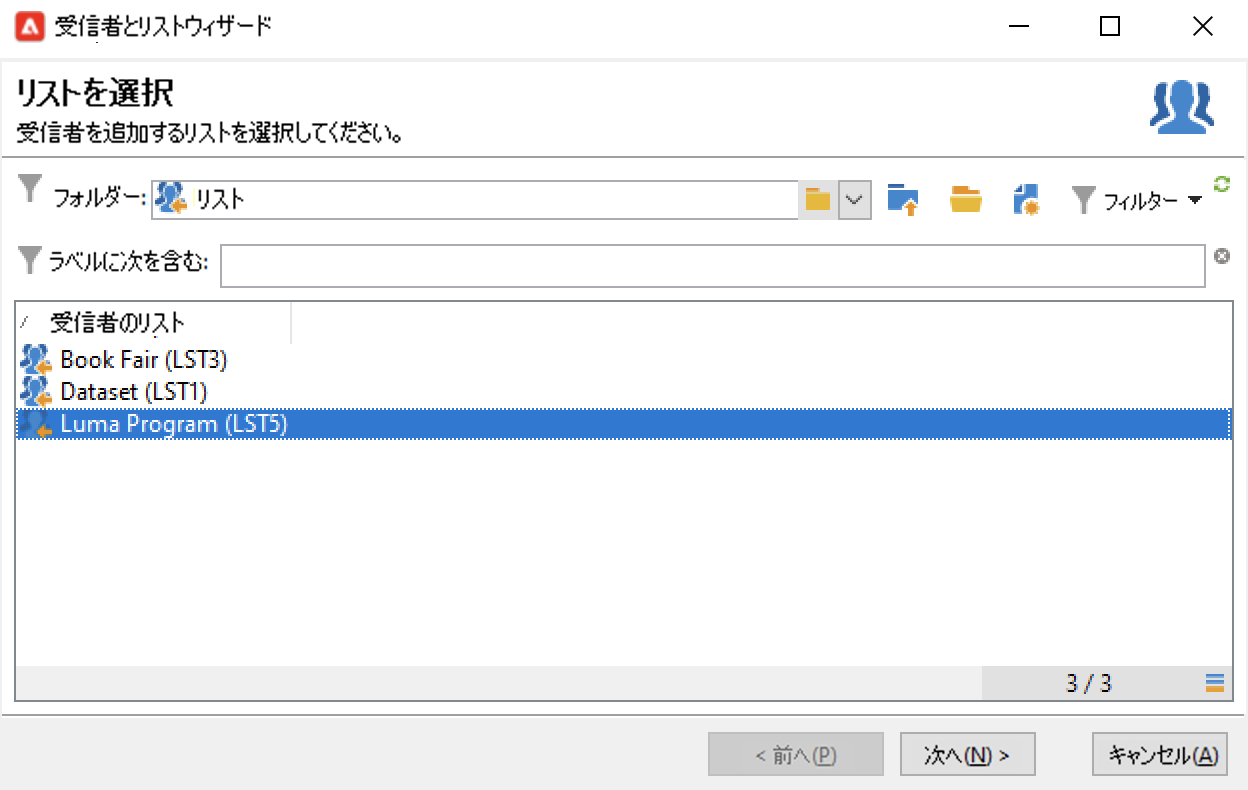 受信者とリストウィザード
リストを選択
受信者を追加するリストを選択してください。
フォルダー: リスト フィルター
ラベルに次を含む:
受信者のリスト
Book Fair (LST3)
Dataset (LST1)
Luma Program (LST5)
3 / 3
< 前へ(P) 次へ(N) > キャンセル(A)